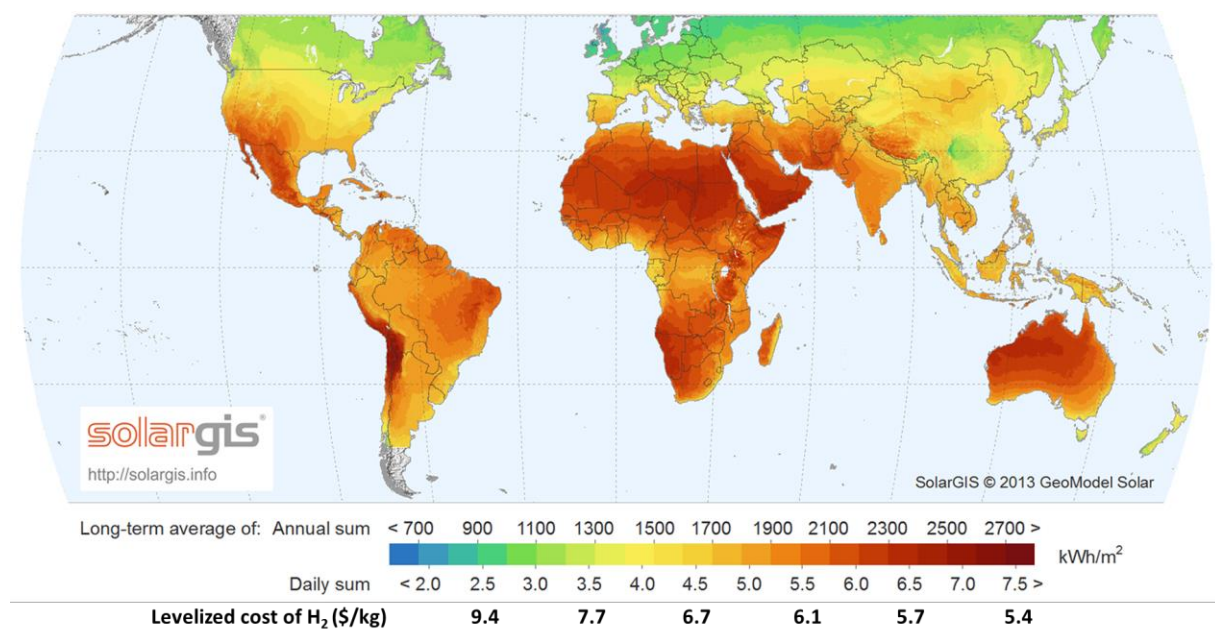 solargis®
http://solargis.info
SolarGIS © 2013 GeoModel Solar
Long-term average of: Annual sum < 700 900 1100 1300 1500 1700 1900 2100 2300 2500 2700 >
kWh/m²
Daily sum < 2.0 2.5 3.0 3.5 4.0 4.5 5.0 5.5 6.0 6.5 7.0 7.5 >
Levelized cost of H₂ ($/kg) 9.4 7.7 6.7 6.1 5.7 5.4